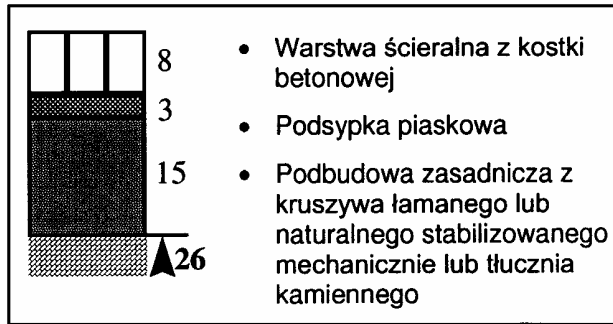 8
3
15
26
• Warstwa ścieralna z kostki
betonowej
• Podsypka piaskowa
• Podbudowa zasadnicza z
kruszywa łamanego lub
naturalnego stabilizowanego
mechanicznie lub tłucznia
kamiennego